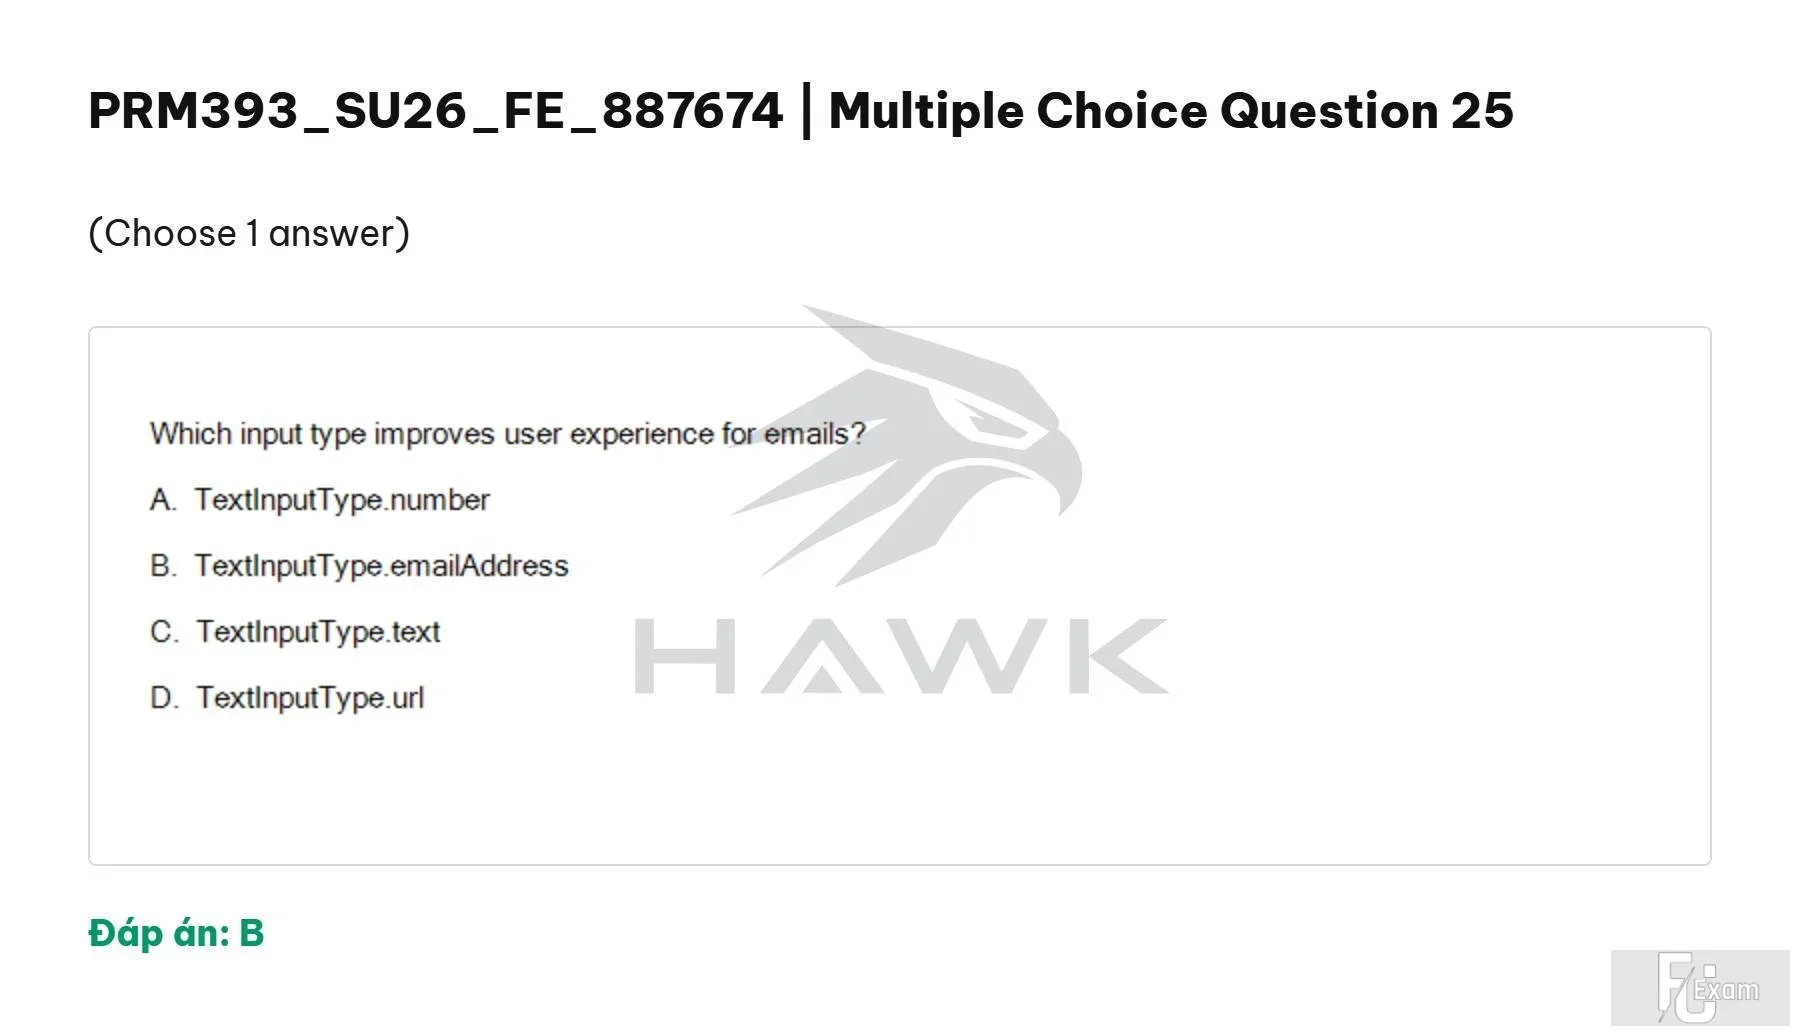 PRM393_SU26_FE_887674 | Multiple Choice Question 25
(Choose 1 answer)
Which input type improves user experience for emails?
A. TextInputType.number
B. TextInputType.emailAddress
C. TextInputType.text
D. TextInputType.url
HAWK
Đáp án: B
FU Exam